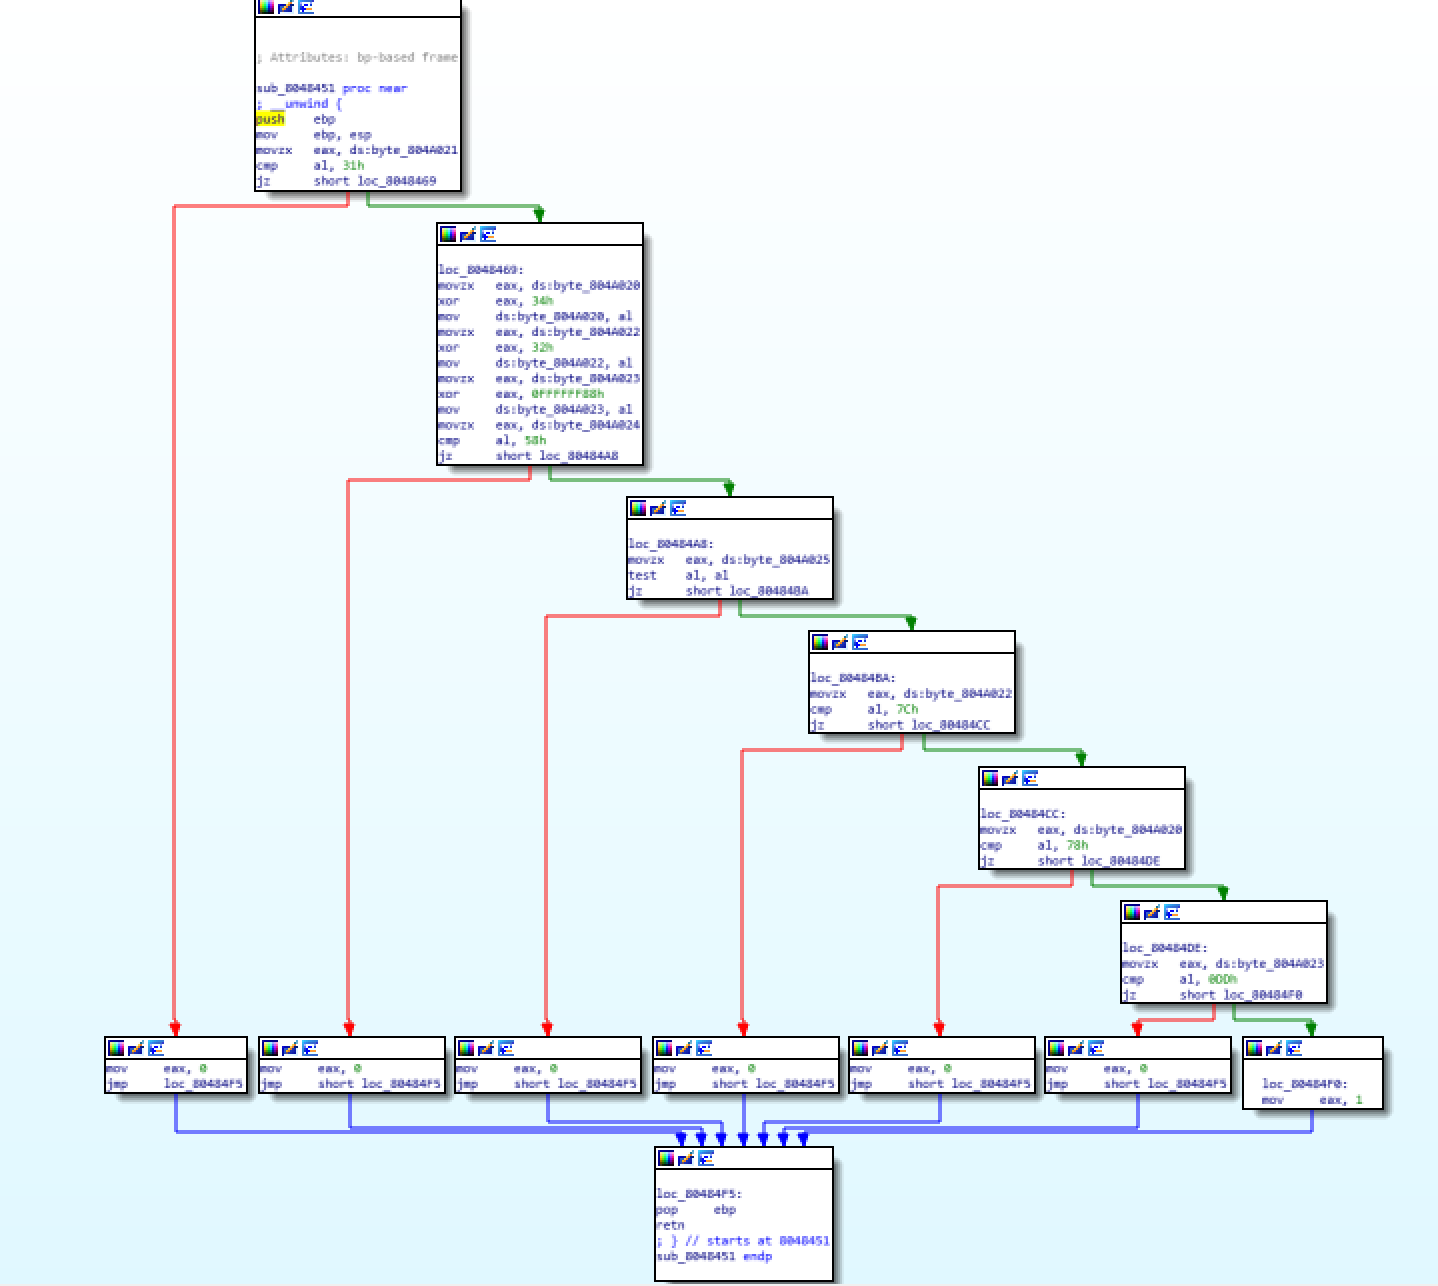 ; Attributes: bp-based frame
sub_8048451 proc near
; __unwind {
push ebp
mov ebp, esp
movzx eax, ds:byte_804A021
cmp al, 31h
jz short loc_8048469
loc_8048469:
movzx eax, ds:byte_804A020
xor eax, 34h
mov ds:byte_804A020, al
movzx eax, ds:byte_804A022
xor eax, 32h
mov ds:byte_804A022, al
movzx eax, ds:byte_804A023
xor eax, 0FFFFFF88h
mov ds:byte_804A023, al
movzx eax, ds:byte_804A024
cmp al, 58h
jz short loc_80484A8
loc_80484A8:
movzx eax, ds:byte_804A025
test al, al
jz short loc_80484BA
loc_80484BA:
movzx eax, ds:byte_804A022
cmp al, 7Ch
jz short loc_80484CC
loc_80484CC:
movzx eax, ds:byte_804A020
cmp al, 78h
jz short loc_80484DE
loc_80484DE:
movzx eax, ds:byte_804A023
cmp al, 0DDh
jz short loc_80484F0
mov eax, 0
jmp loc_80484F5
mov eax, 0
jmp short loc_80484F5
mov eax, 0
jmp short loc_80484F5
mov eax, 0
jmp short loc_80484F5
mov eax, 0
jmp short loc_80484F5
mov eax, 0
jmp short loc_80484F5
loc_80484F0:
mov eax, 1
loc_80484F5:
pop ebp
retn
; } // starts at 8048451
sub_8048451 endp